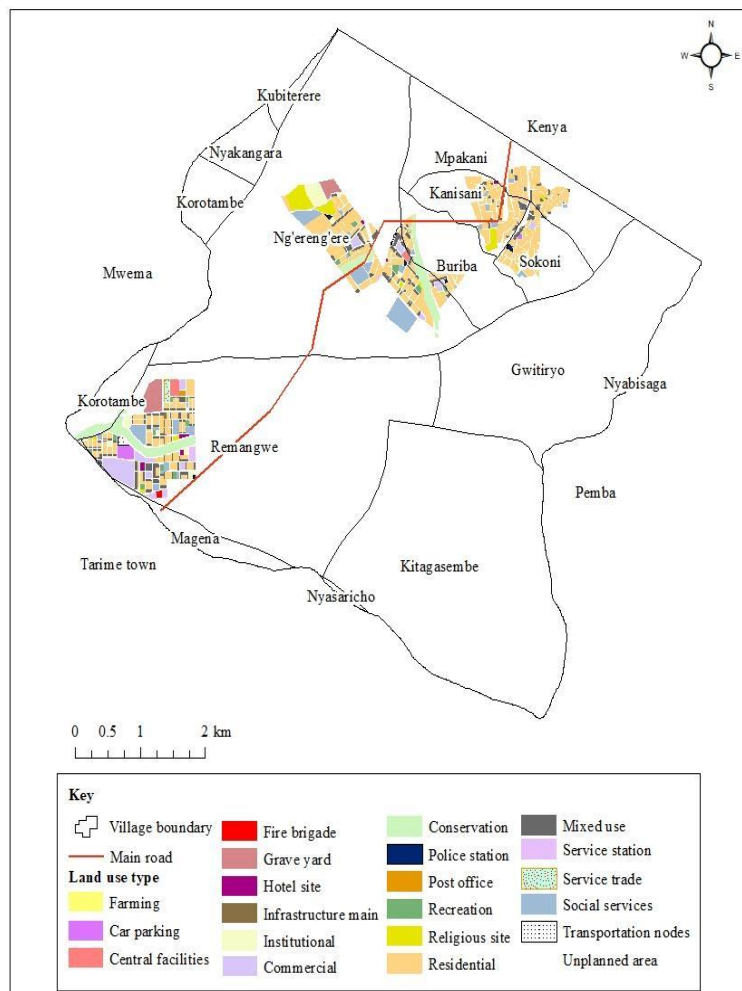 N
W E
S
Kubiterere
Kenya
Nyakangara
Mpakani
Kanisani
Korotambe
Ng'ereng'ere
Buriba
Sokoni
Mwema
Gwitiryo
Nyabisaga
Korotambe
Remangwe
Pemba
Magena
Tarime town
Kitagasembe
Nyasaricho
0 0.5 1 2 km
Key
Village boundary
Main road
Land use type
Farming
Car parking
Central facilities
Fire brigade
Grave yard
Hotel site
Infrastructure main
Institutional
Commercial
Conservation
Police station
Post office
Recreation
Religious site
Residential
Mixed use
Service station
Service trade
Social services
Transportation nodes
Unplanned area